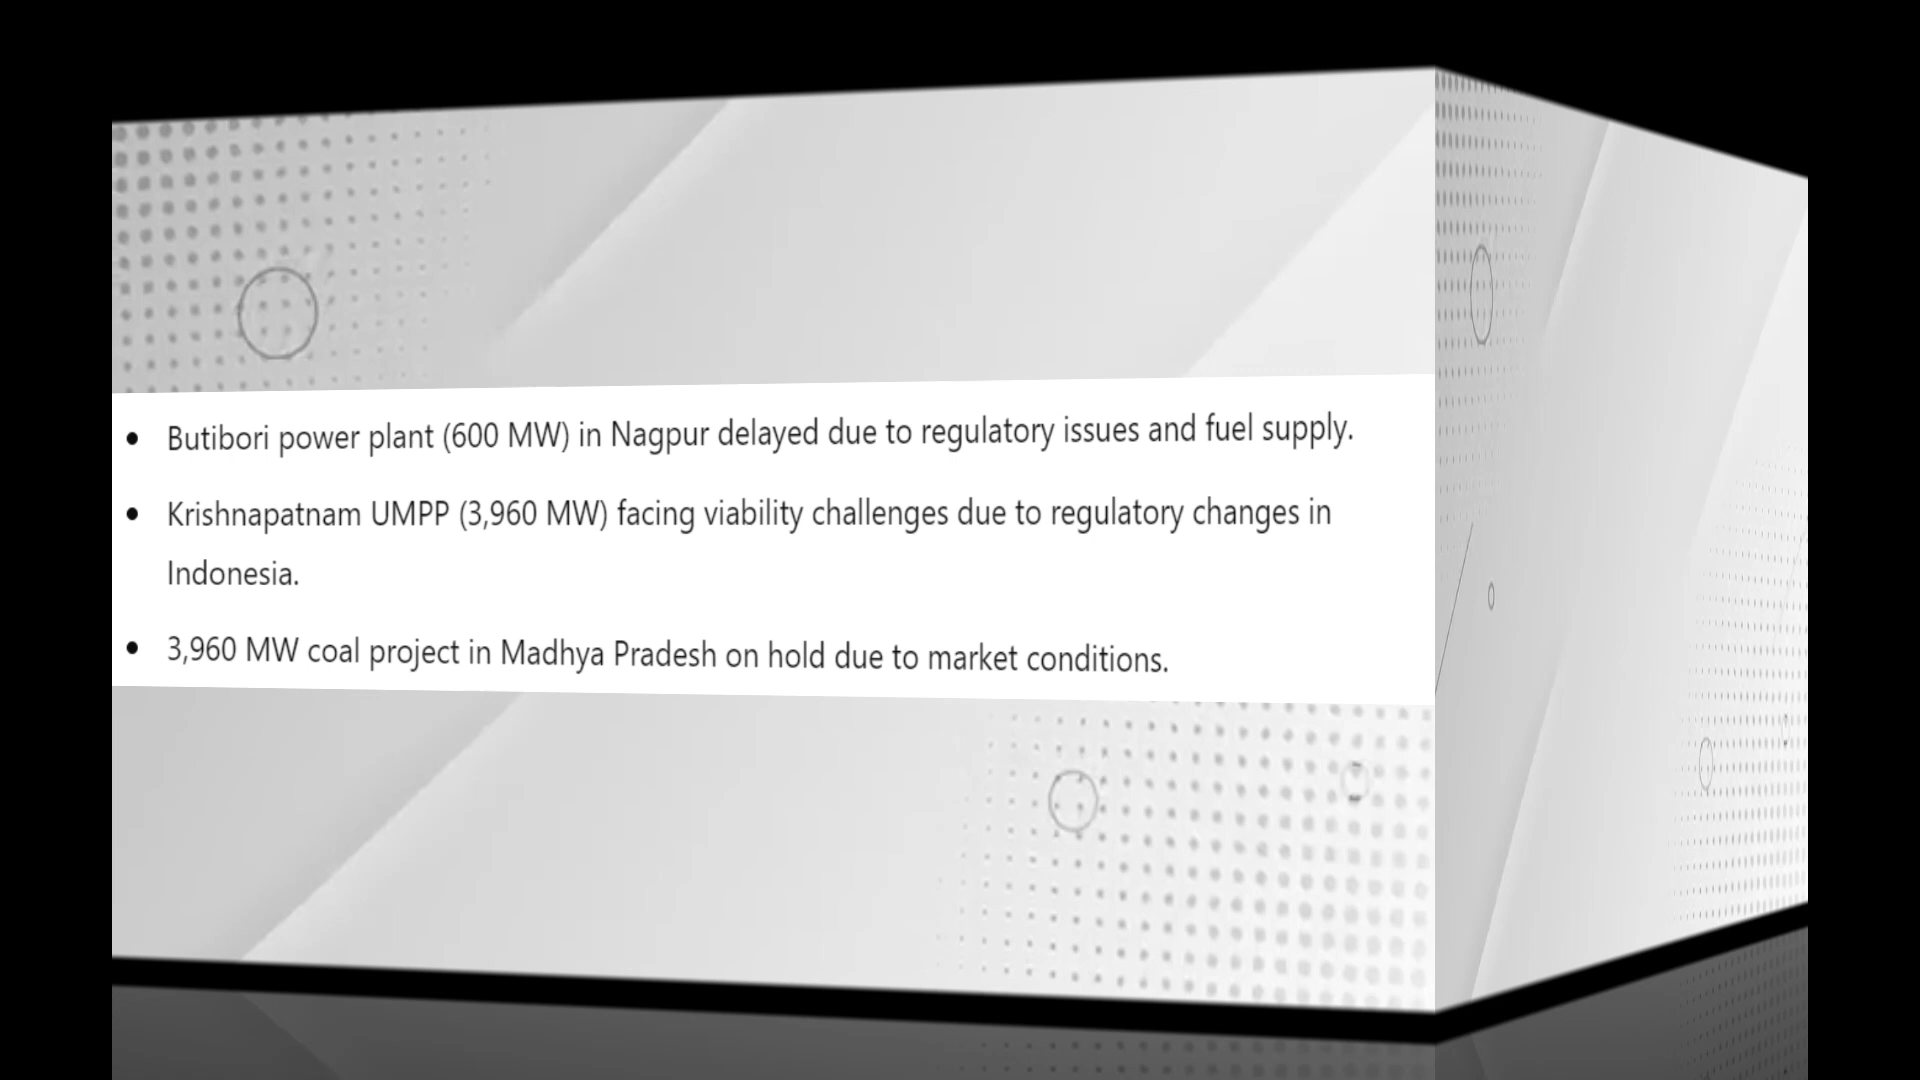 • Butibori power plant (600 MW) in Nagpur delayed due to regulatory issues and fuel supply.
• Krishnapatnam UMPP (3,960 MW) facing viability challenges due to regulatory changes in
Indonesia.
• 3,960 MW coal project in Madhya Pradesh on hold due to market conditions.